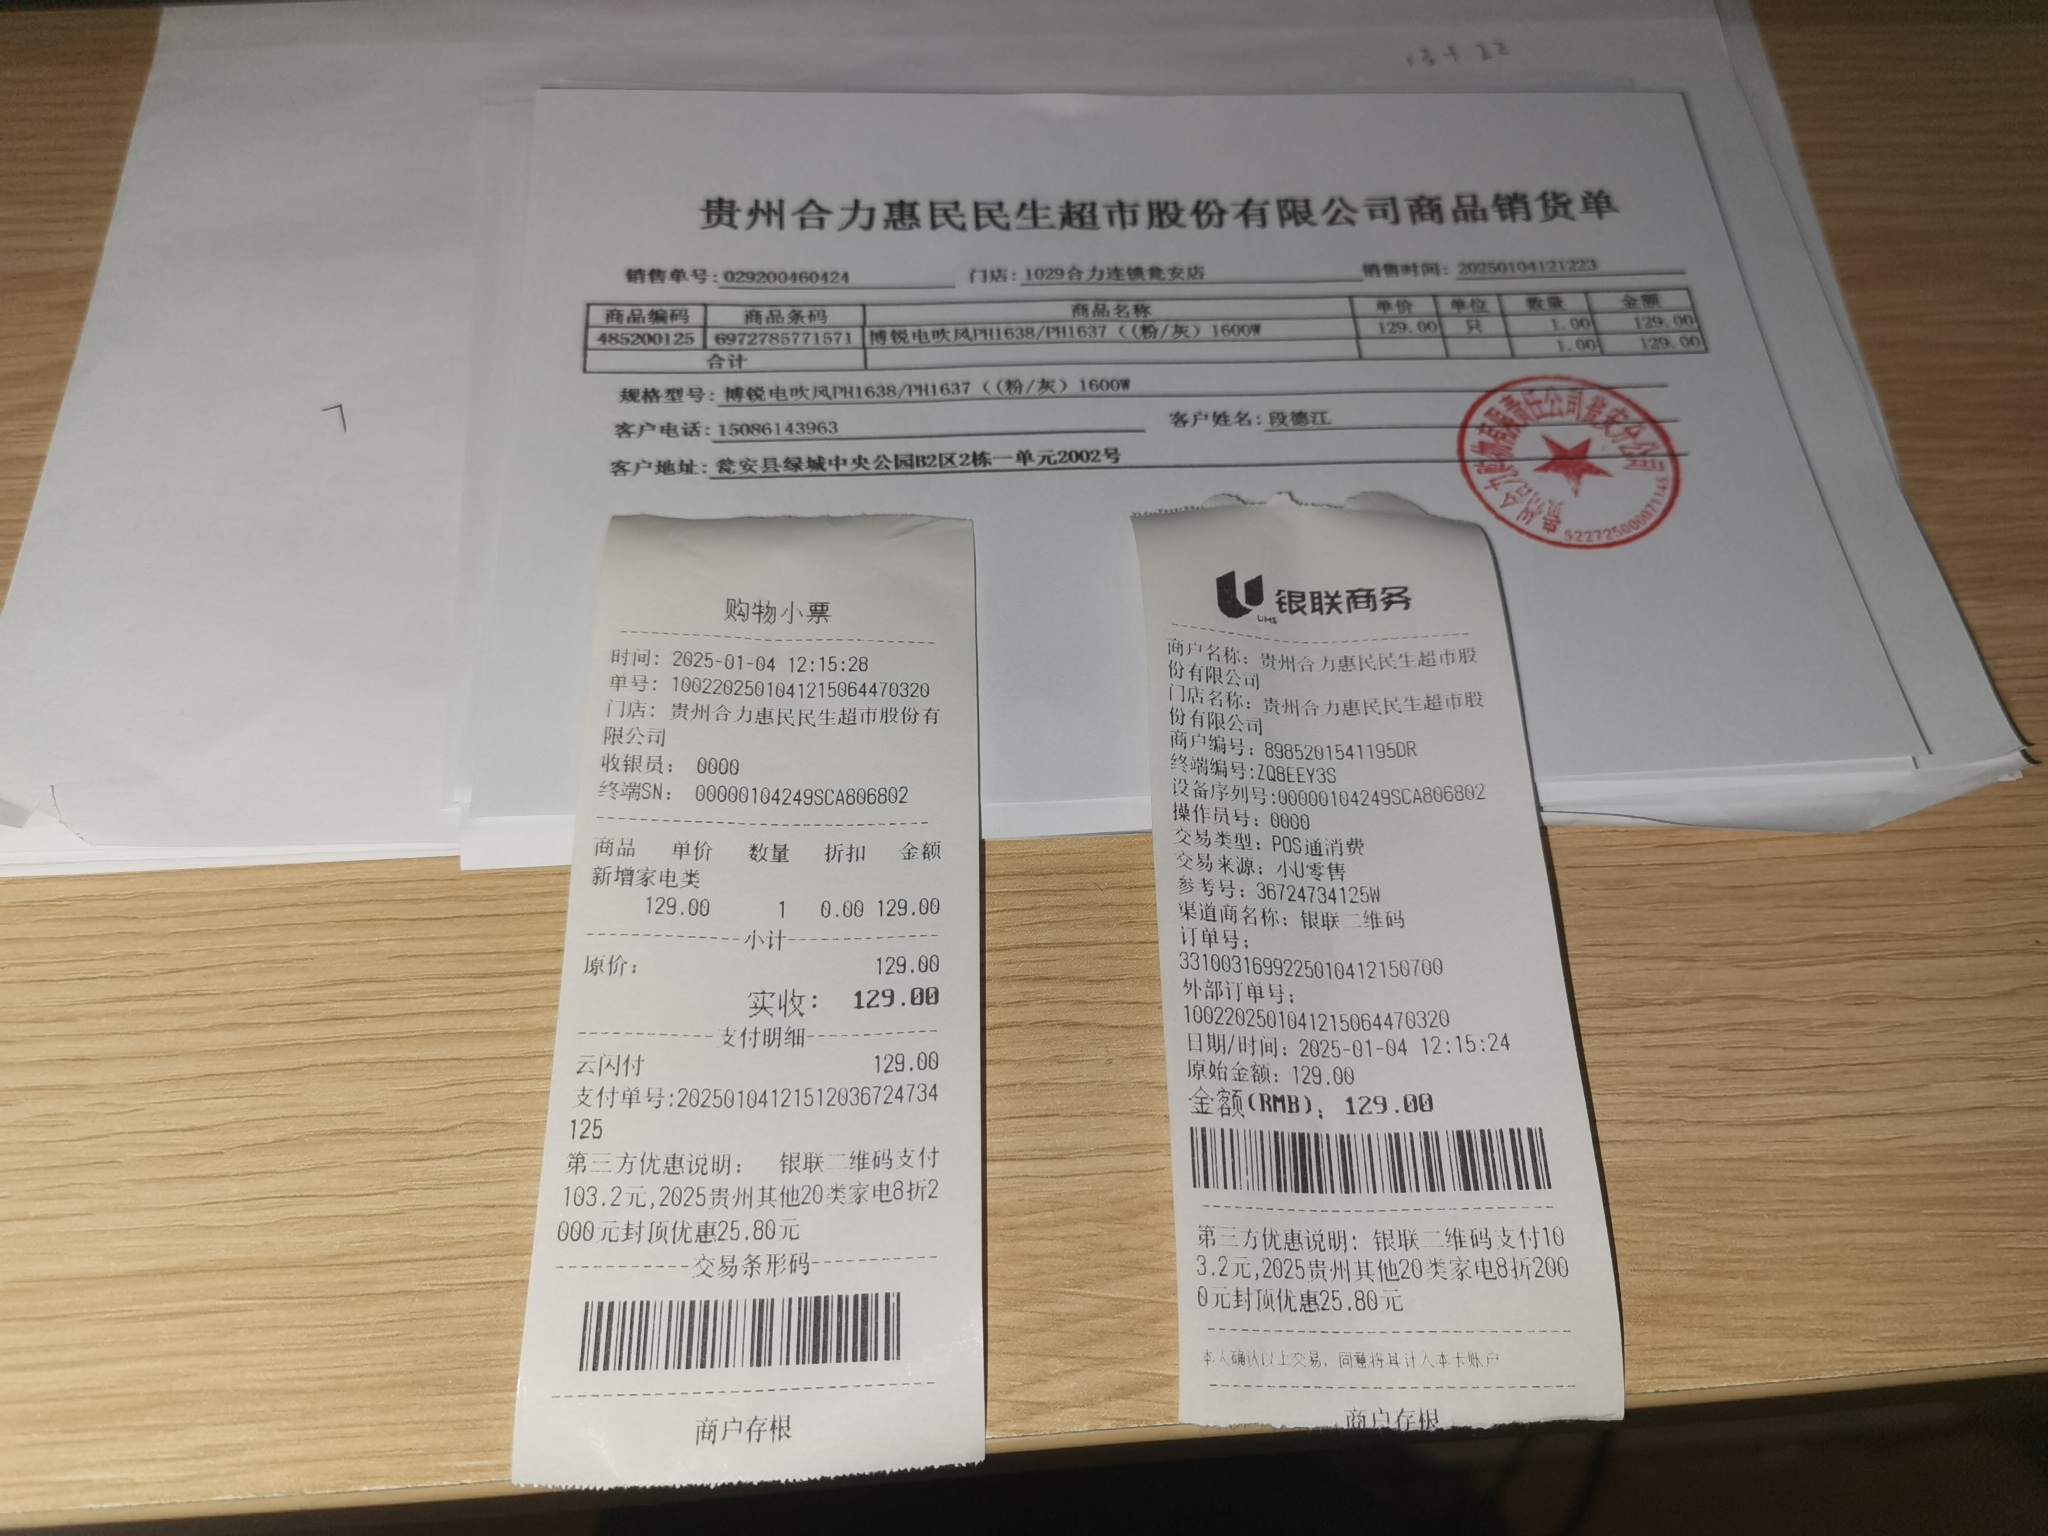 13+22
7
贵州合力惠民民生超市股份有限公司商品销货单
销售单号:029200460424 门店:1029合力连锁瓮安店 销售时间:20250104121223
商品编码 商品条码 商品名称 单价 单位 数量 金额
485200125 6972785771571 博锐电吹风PH1638/PH1637((粉/灰)1600W 129.00 只 1.00 129.00
合计 1.00 129.00
规格型号:博锐电吹风PH1638/PH1637((粉/灰)1600W
客户电话:15086143963 客户姓名:段德江
客户地址:瓮安县绿城中央公园B2区2栋一单元2002号
贵州合力购物有限责任公司瓮安分公司
购物小票
时间: 2025-01-04 12:15:28
单号: 1002202501041215064470320
门店: 贵州合力惠民民生超市股份有
限公司
收银员: 0000
终端SN: 00000104249SCA806802
商品 单价 数量 折扣 金额
新增家电类
129.00 1 0.00 129.00
小计
原价: 129.00
实收: 129.00
支付明细
云闪付 129.00
支付单号:20250104121512036724734
125
第三方优惠说明: 银联二维码支付
103.2元,2025贵州其他20类家电8折2
000元封顶优惠25.80元
交易条形码
商户存根
UMS 银联商务
商户名称: 贵州合力惠民民生超市股
份有限公司
门店名称: 贵州合力惠民民生超市股
份有限公司
商户编号: 8985201541195DR
终端编号:ZQ8EEY3S
设备序列号:00000104249SCA806802
操作员号: 0000
交易类型: POS通消费
交易来源: 小U零售
参考号: 36724734125W
渠道商名称: 银联二维码
订单号:
3310031699225010412150700
外部订单号:
1002202501041215064470320
日期/时间: 2025-01-04 12:15:24
原始金额: 129.00
金额(RMB): 129.00
第三方优惠说明: 银联二维码支付10
3.2元,2025贵州其他20类家电8折200
0元封顶优惠25.80元
本人确认以上交易, 同意将其计入本卡账户
商户存根